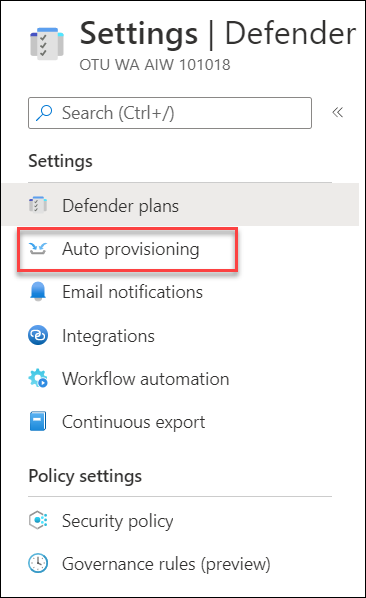 Settings | Defender
OTU WA AIW 101018
Search (Ctrl+/)
Settings
Defender plans
Auto provisioning
Email notifications
Integrations
Workflow automation
Continuous export
Policy settings
Security policy
Governance rules (preview)